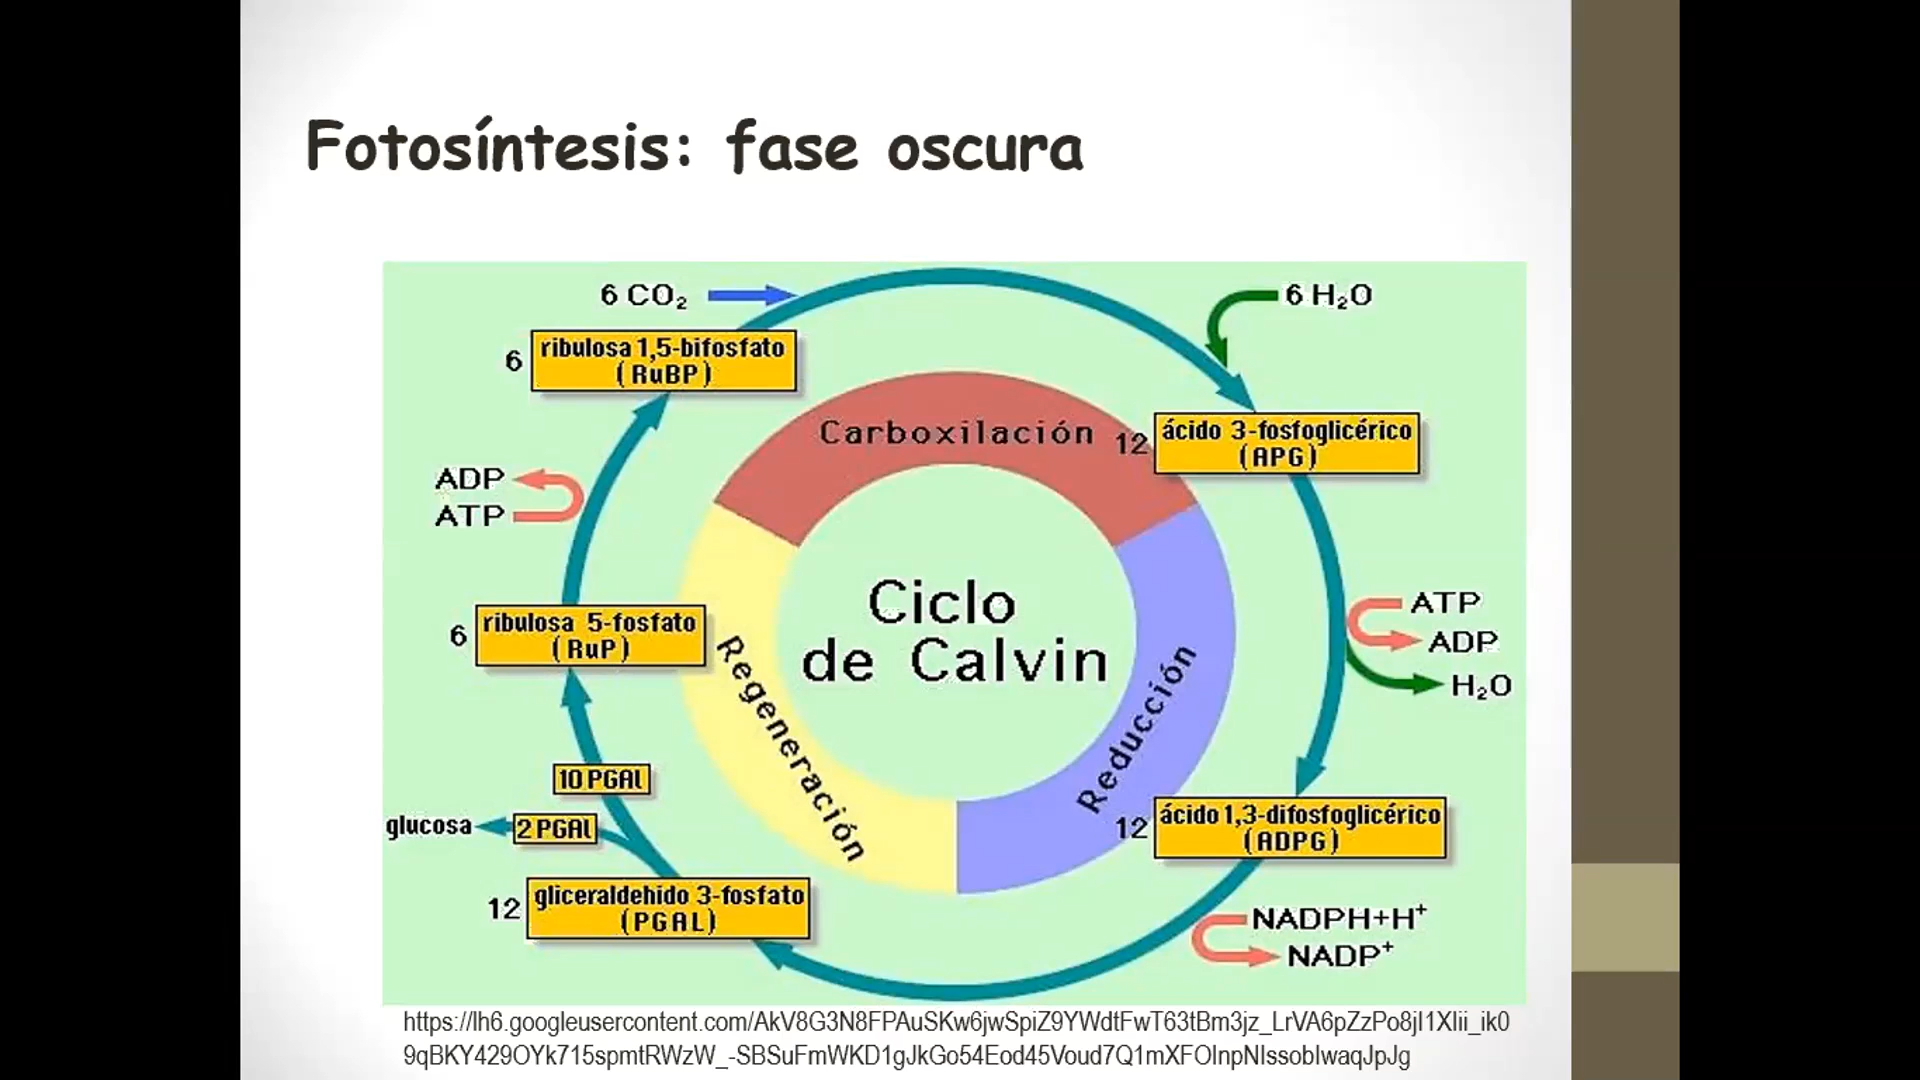 Fotosíntesis: fase oscura
6 CO₂
6 H₂O
6
ribulosa 1,5-bifosfato
(RuBP)
Carboxilación
12
ácido 3-fosfoglicérico
(APG)
ADP
ATP
ATP
ADP
H₂O
Ciclo
de Calvin
6
ribulosa 5-fosfato
(RuP)
Regeneración
Reducción
10 PGAL
glucosa
2 PGAL
12
ácido 1,3-difosfoglicérico
(ADPG)
12
gliceraldehido 3-fosfato
(PGAL)
NADPH+H⁺
NADP⁺
https://lh6.googleusercontent.com/AkV8G3N8FPAuSKw6jwSpiZ9YWdtFwT63tBm3jz_LrVA6pZzPo8jI1XIii_ik0
9qBKY429OYk715spmtRWzW_-SBSuFmWKD1gJkGo54Eod45Voud7Q1mXFOInpNIssobIwaqJpJg